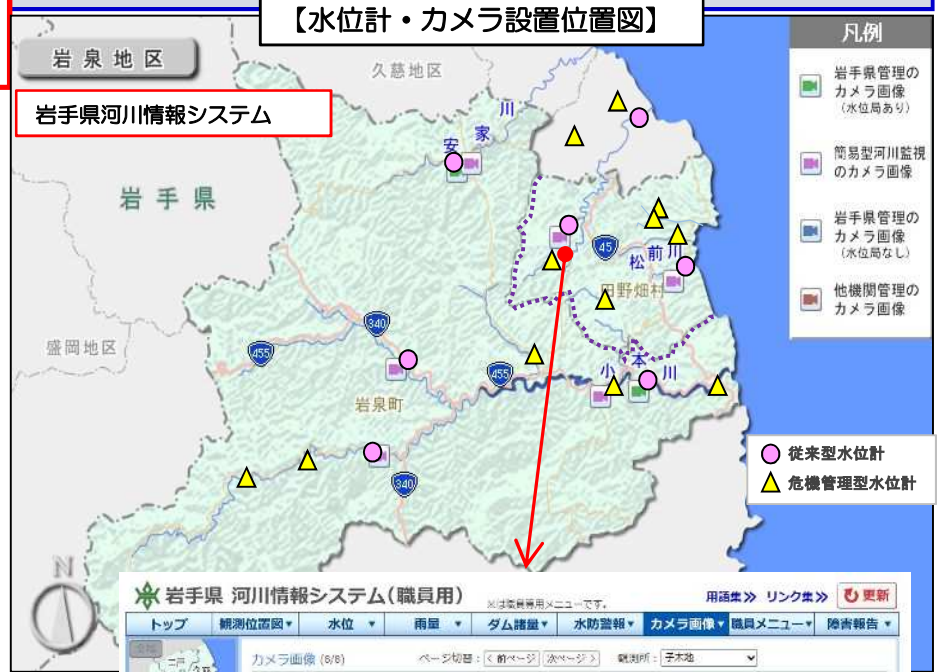 【水位計・カメラ設置位置図】
岩泉地区
久慈地区
凡例
岩手県管理の
カメラ画像
(水位局あり)
岩手県河川情報システム
安家川
簡易型河川監視
のカメラ画像
岩手県
岩手県管理の
カメラ画像
(水位局なし)
45
松前川
田野畑村
他機関管理の
カメラ画像
340
盛岡地区
455
455
小本川
岩泉町
従来型水位計
危機管理型水位計
340
N
岩手県 河川情報システム(職員用)
※は職員専用メニューです。
用語集≫ リンク集≫ 更新
トップ 観測位置図▼ 水位 ▼ 雨量 ▼ ダム諸量▼ 水防警報▼ カメラ画像▼ 職員メニュー▼ 障害報告 ▼
カメラ画像 (6/8) ページ切替: <前ページ 次ページ> 観測所: